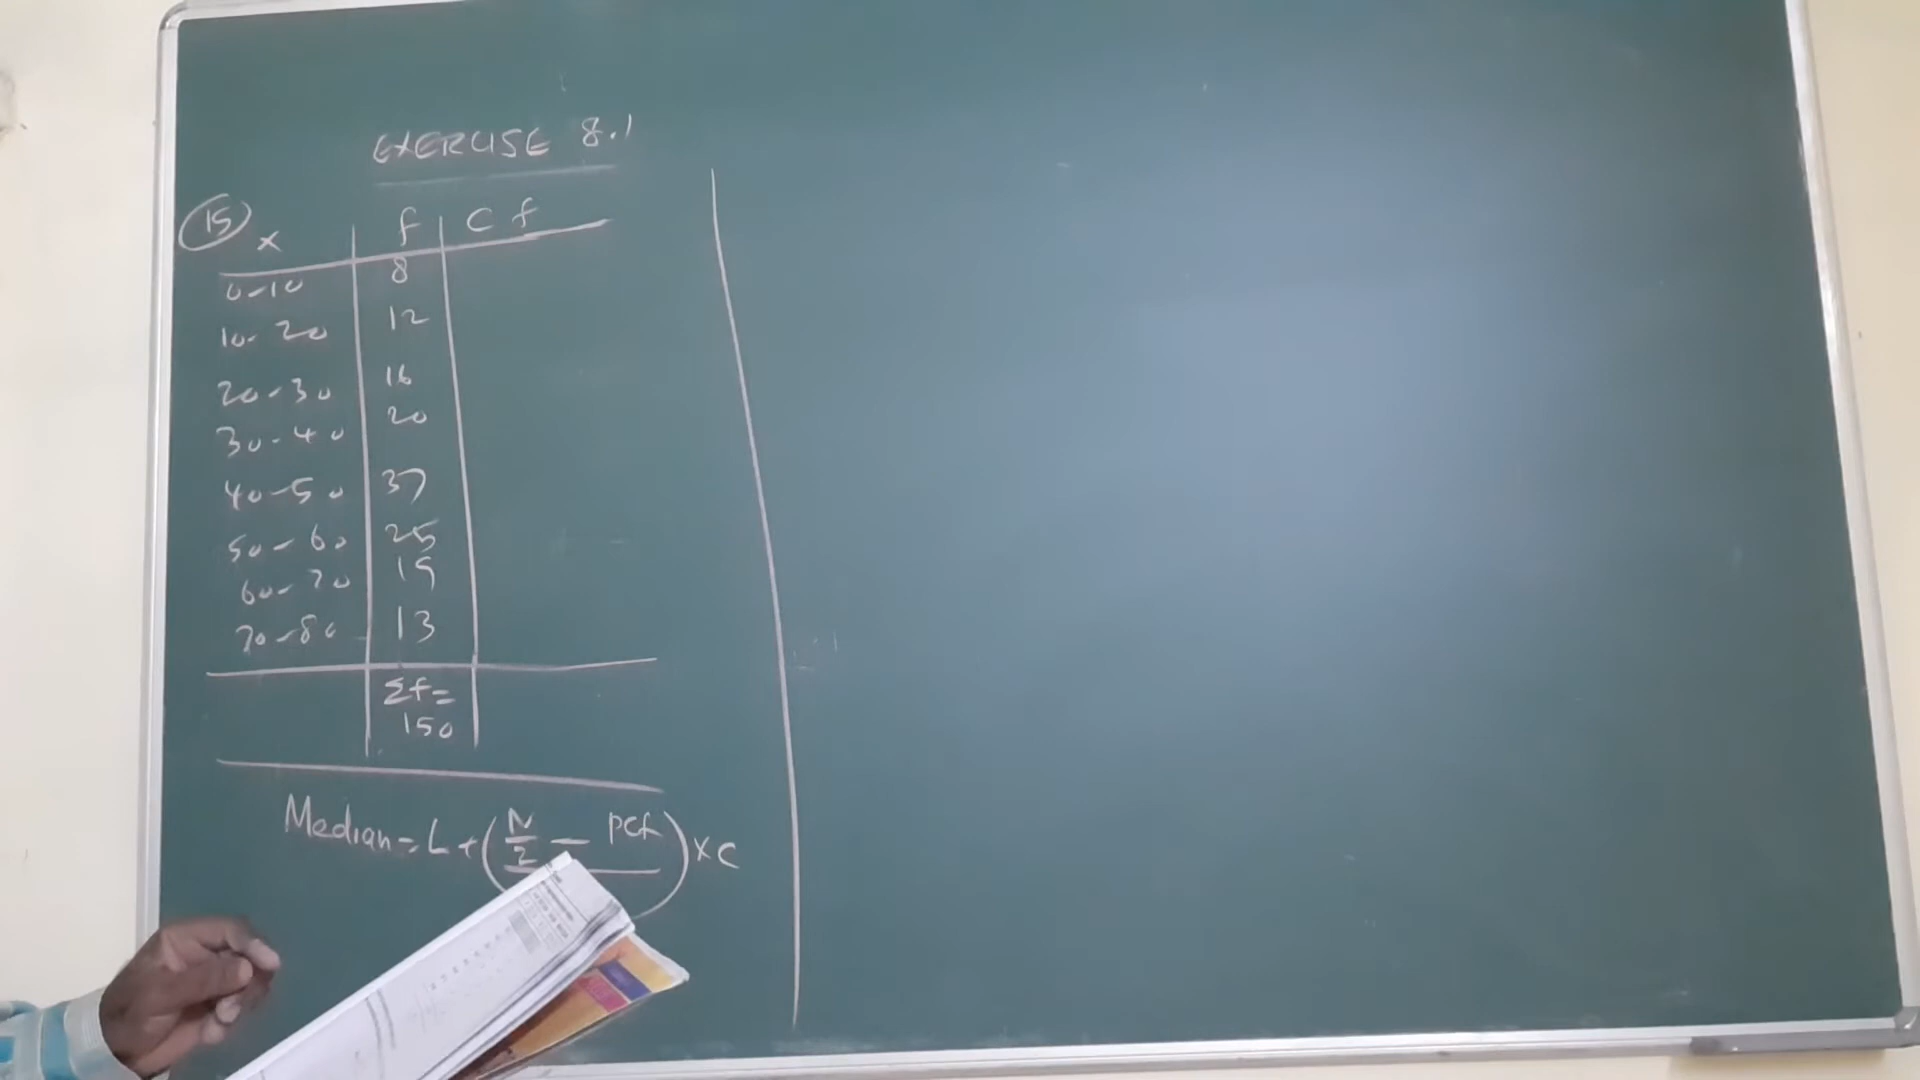 EXERCISE 8.1
15 x f cf
0-10 8
10-20 12
20-30 16
30-40 20
40-50 37
50-60 25
60-70 19
70-80 13
Σf=
150
Median = L + (N/2 - pcf) × c